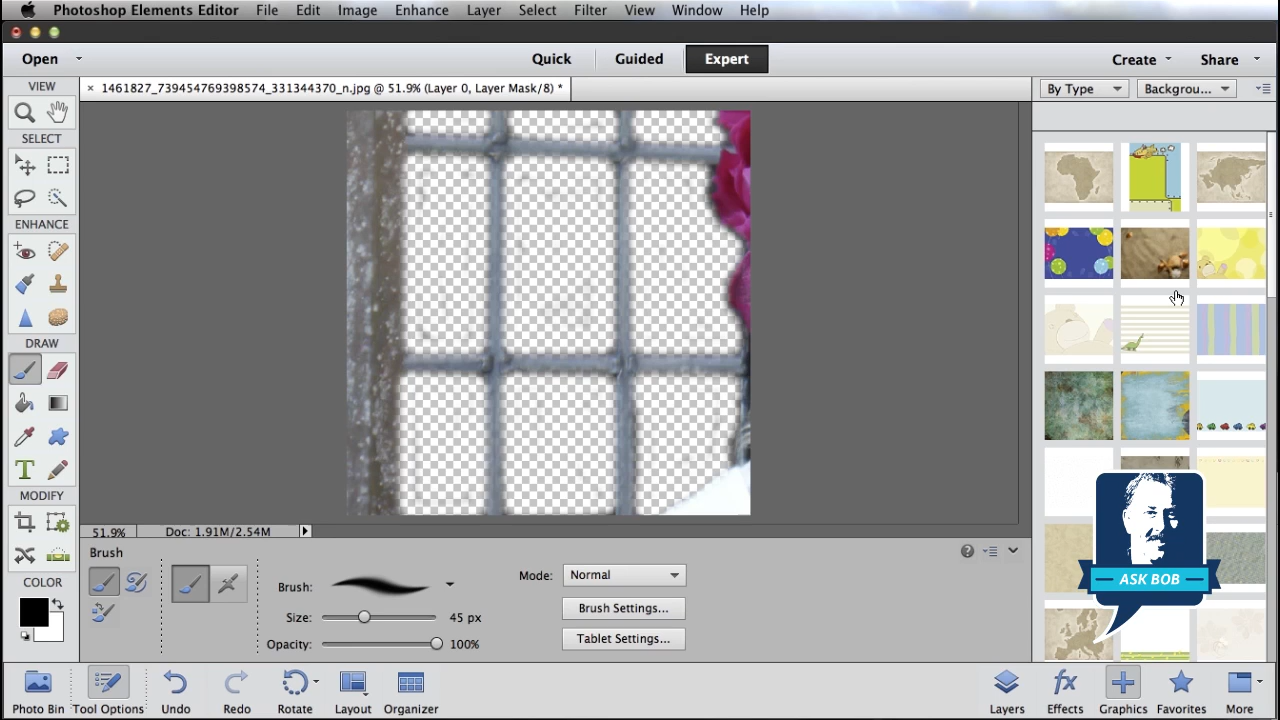 Photoshop Elements Editor File Edit Image Enhance Layer Select Filter View Window Help
Open Quick Guided Expert Create Share
VIEW
× 1461827_739454769398574_331344370_n.jpg @ 51.9% (Layer 0, Layer Mask/8) *
By Type Backgrou...
SELECT
ENHANCE
DRAW
MODIFY
COLOR
51.9% Doc: 1.91M/2.54M
Brush
Brush:
Size: 45 px
Opacity: 100%
Mode: Normal
Brush Settings...
Tablet Settings...
ASK BOB
Photo Bin Tool Options Undo Redo Rotate Layout Organizer Layers Effects Graphics Favorites More